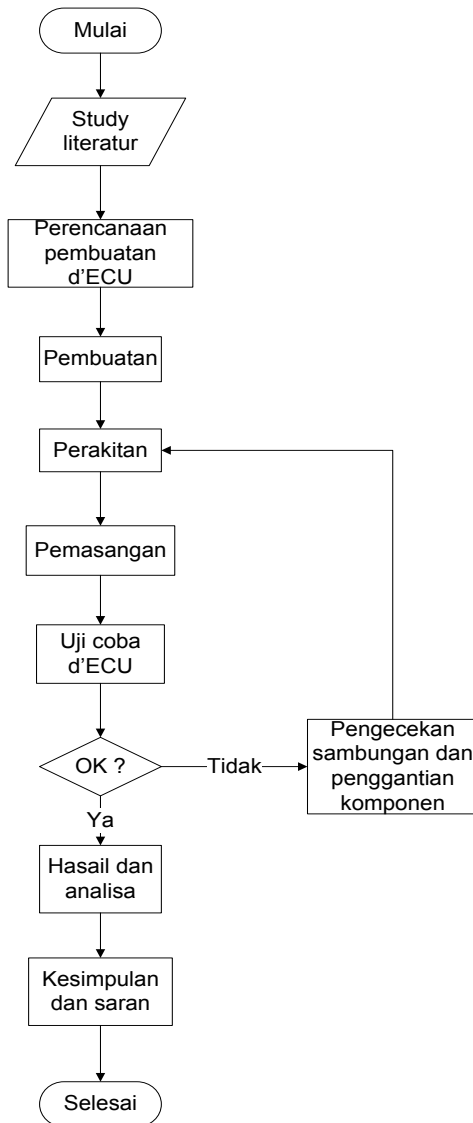 Mulai
Study
literatur
Perencanaan
pembuatan
d'ECU
Pembuatan
Perakitan
Pemasangan
Uji coba
d'ECU
OK ?
Tidak
Pengecekan
sambungan dan
penggantian
komponen
Ya
Hasail dan
analisa
Kesimpulan
dan saran
Selesai